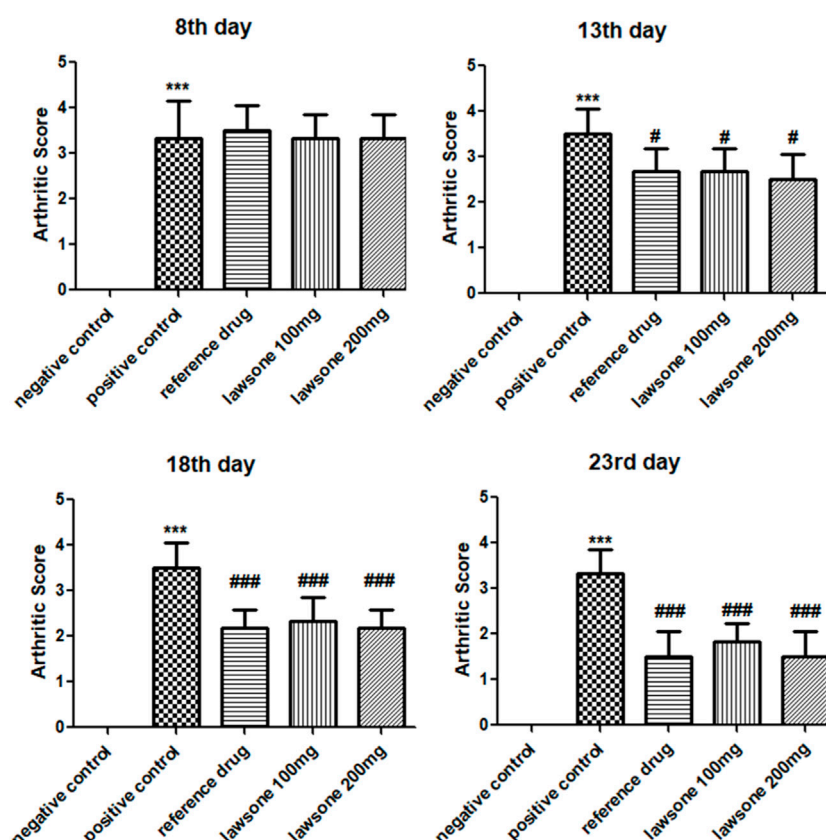 8th day
5
4
3
2
1
0
Arthritic Score
***
negative control
positive control
reference drug
lawsone 100mg
lawsone 200mg
13th day
5
4
3
2
1
0
Arthritic Score
***
#
#
#
negative control
positive control
reference drug
lawsone 100mg
lawsone 200mg
18th day
5
4
3
2
1
0
Arthritic Score
***
###
###
###
negative control
positive control
reference drug
lawsone 100mg
lawsone 200mg
23rd day
5
4
3
2
1
0
Arthritic Score
***
###
###
###
negative control
positive control
reference drug
lawsone 100mg
lawsone 200mg